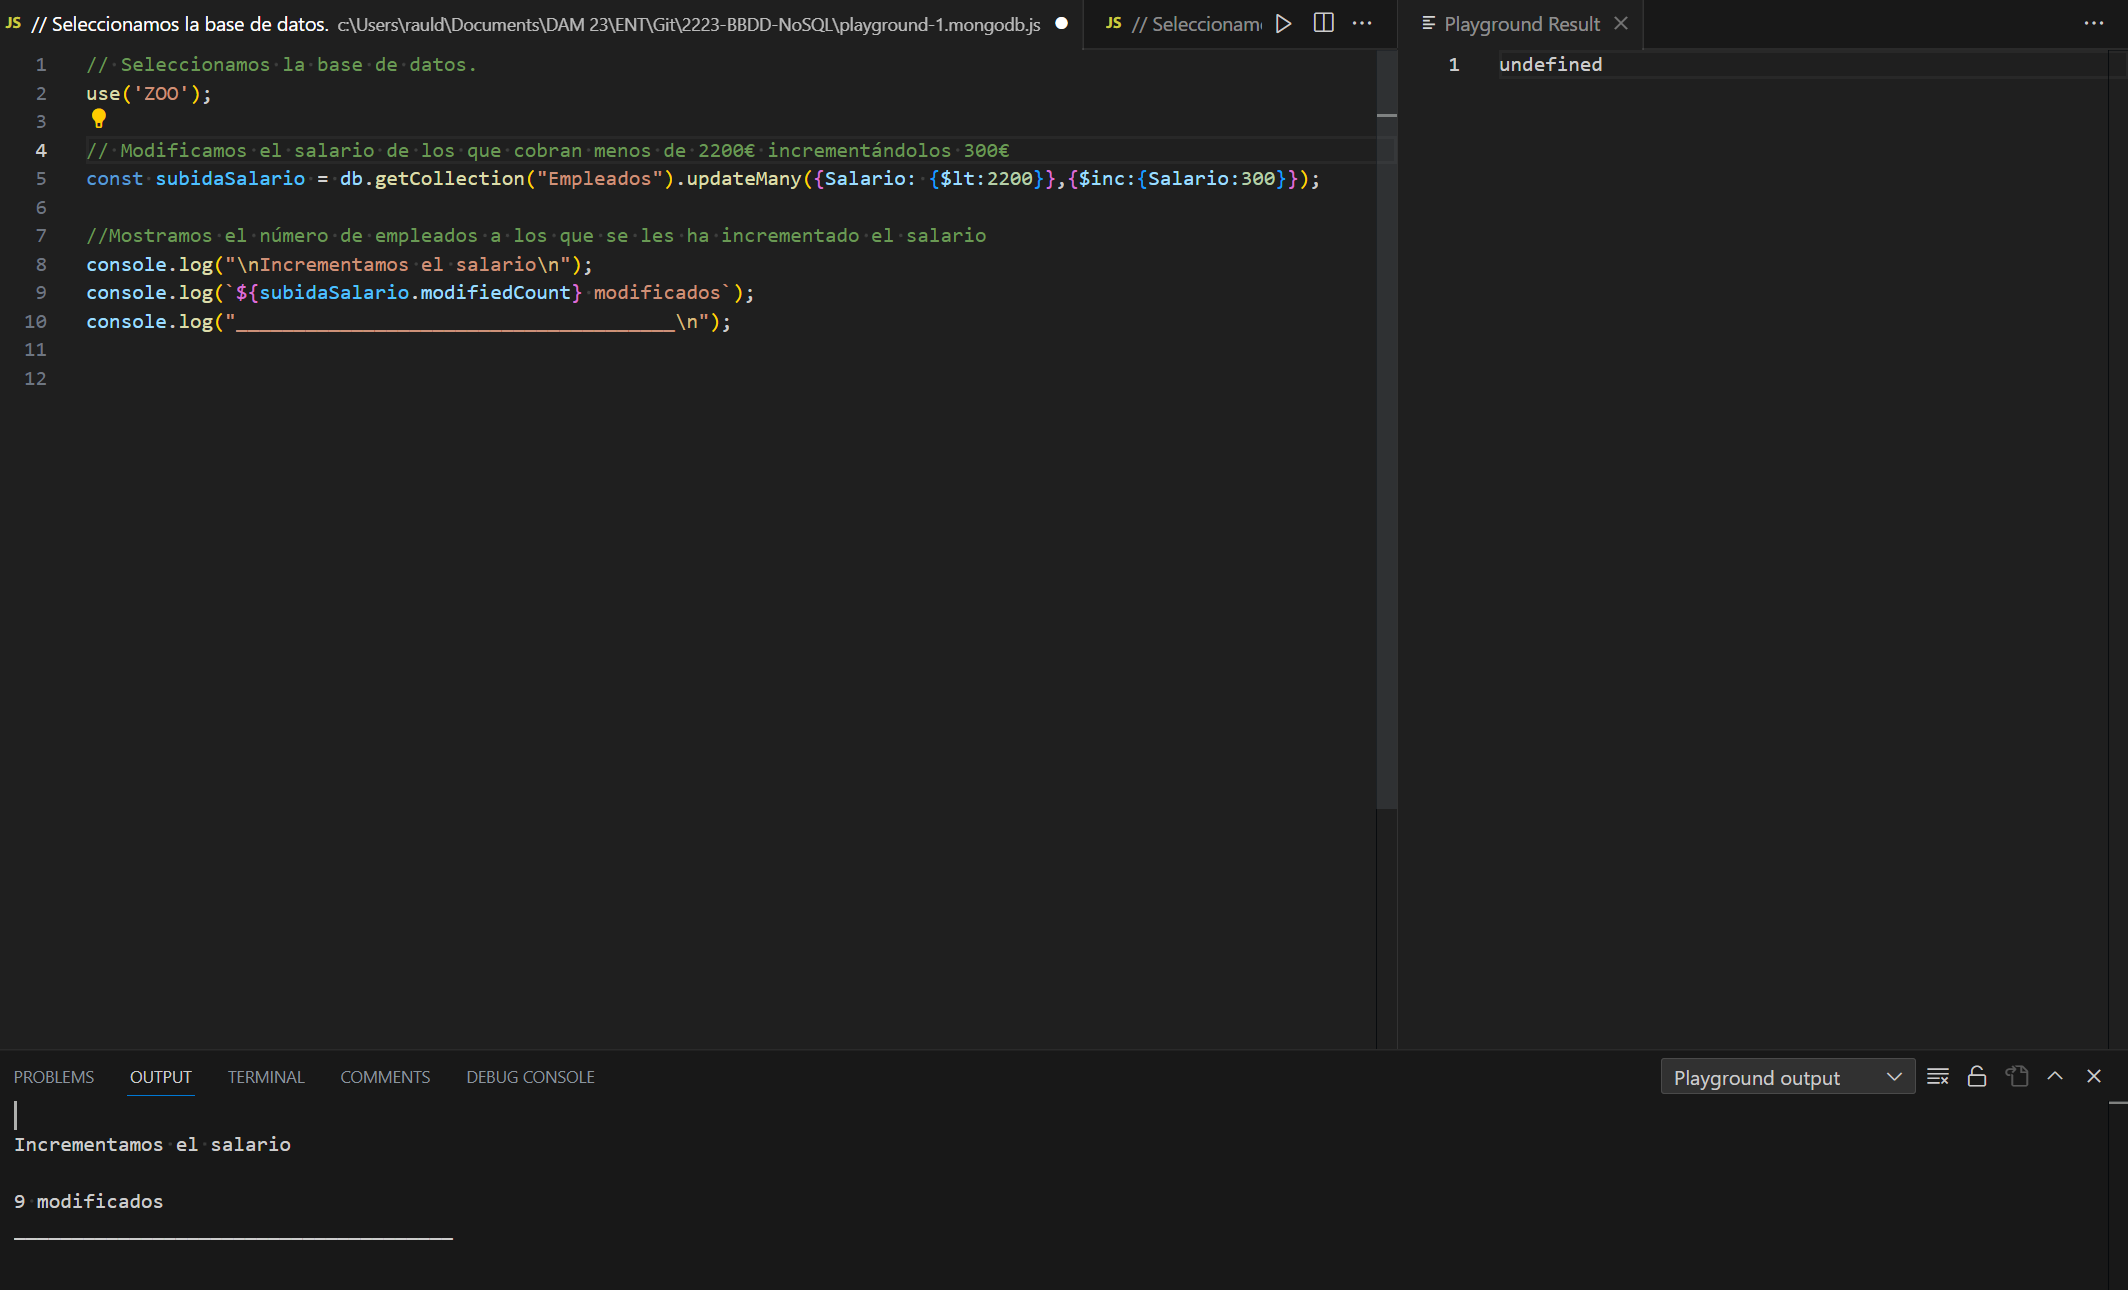 JS // Seleccionamos la base de datos. c:\Users\rauld\Documents\DAM 23\ENT\Git\2223-BBDD-NoSQL\playground-1.mongodb.js
JS // Seleccionam
Playground Result
1 // Seleccionamos la base de datos.
2 use('ZOO');
3
4 // Modificamos el salario de los que cobran menos de 2200€ incrementándolos 300€
5 const subidaSalario = db.getCollection("Empleados").updateMany({Salario: {$lt:2200}},{$inc:{Salario:300}});
6
7 //Mostramos el número de empleados a los que se les ha incrementado el salario
8 console.log("\nIncrementamos el salario\n");
9 console.log(`${subidaSalario.modifiedCount} modificados`);
10 console.log("______________________________________\n");
11
12
1 undefined
PROBLEMS OUTPUT TERMINAL COMMENTS DEBUG CONSOLE
Playground output
Incrementamos el salario
9 modificados
______________________________________